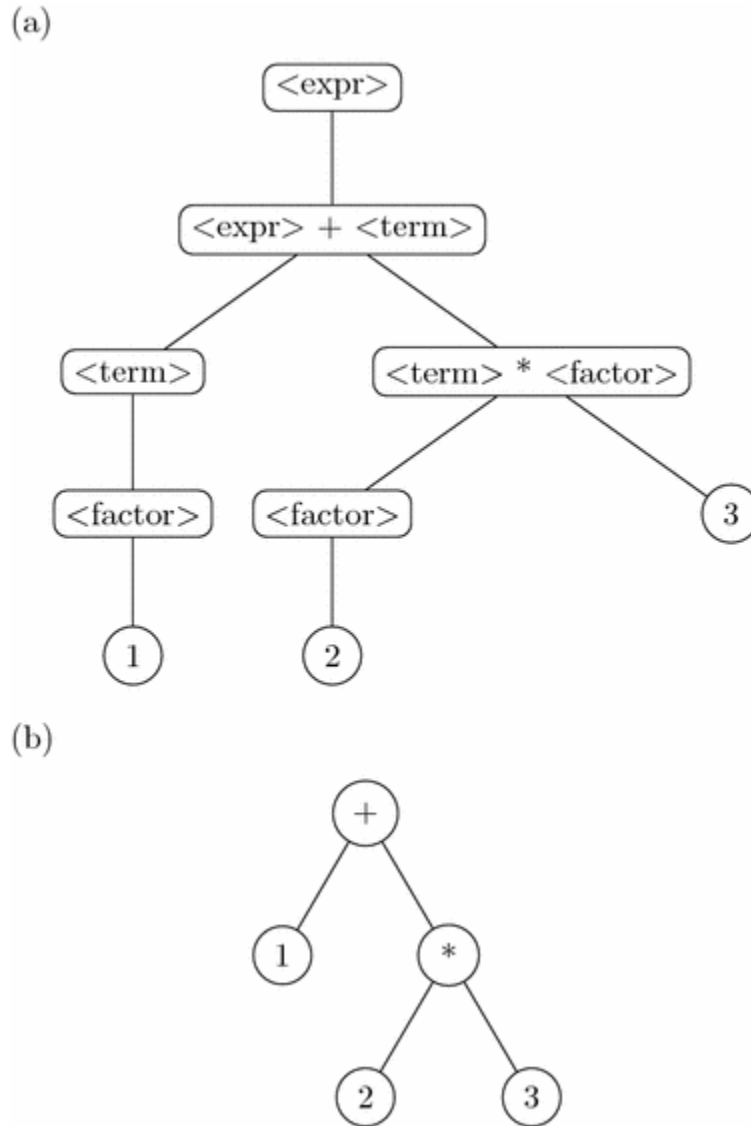 (a)
<expr>
<expr> + <term>
<term> <term> * <factor>
<factor> <factor> 3
1 2
(b)
+
1 *
2 3